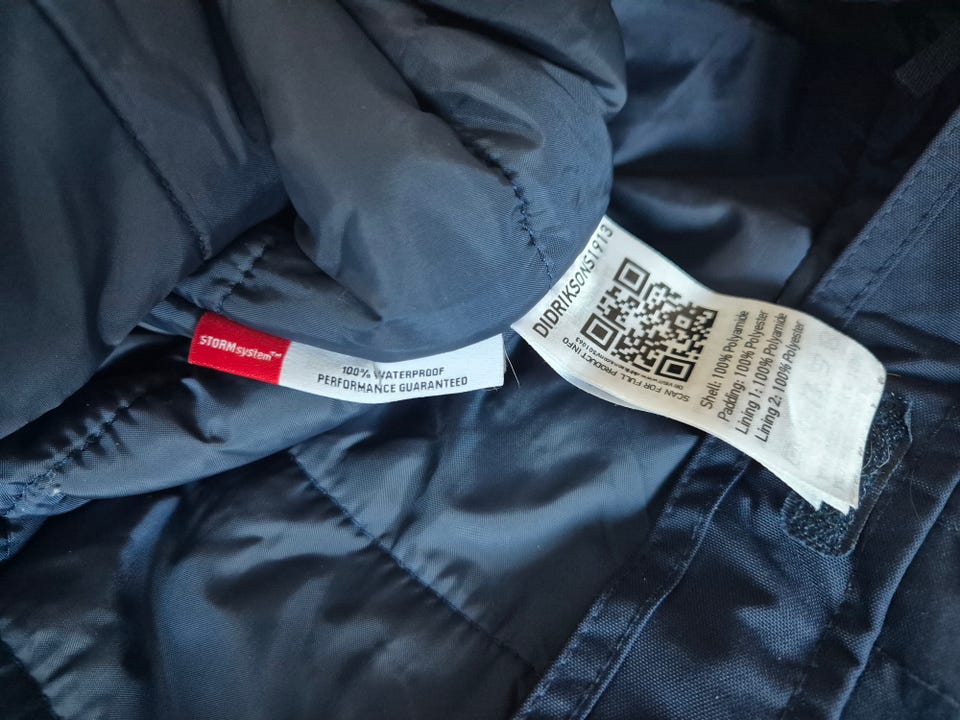 STORMsystem™
100% WATERPROOF
PERFORMANCE GUARANTEED
DIDRIKSONS1913
SCAN FOR FULL PRODUCT INFO
Shell: 100% Polyamide
Padding: 100% Polyester
Lining 1: 100% Polyamide
Lining 2: 100% Polyester